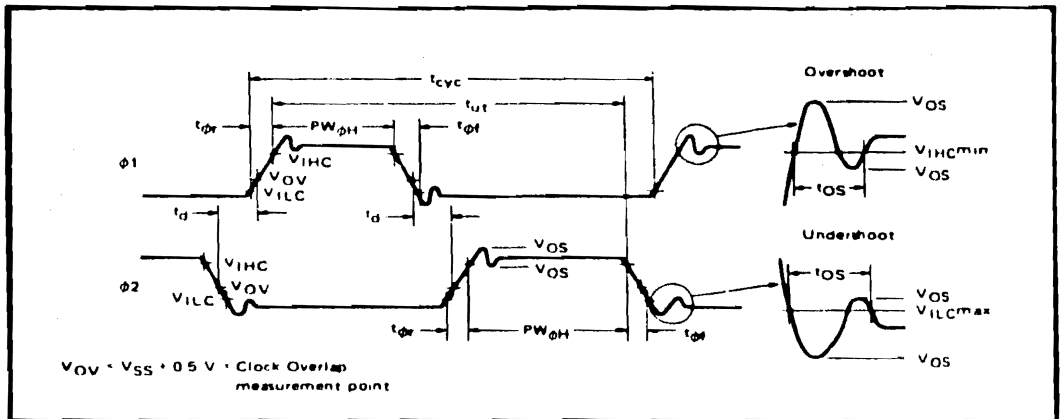 tcyc
Overshoot
tut
VOS
tφr
PWφH
tφf
VIHC
VIHCmin
φ1
VOV
VOS
VILC
tOS
td
td
Undershoot
VOS
tOS
VIHC
VOS
VOS
φ2
VOV
VILCmax
VILC
VOS
tφr
PWφH
tφf
VOV = VSS + 0.5 V = Clock Overlap
measurement point